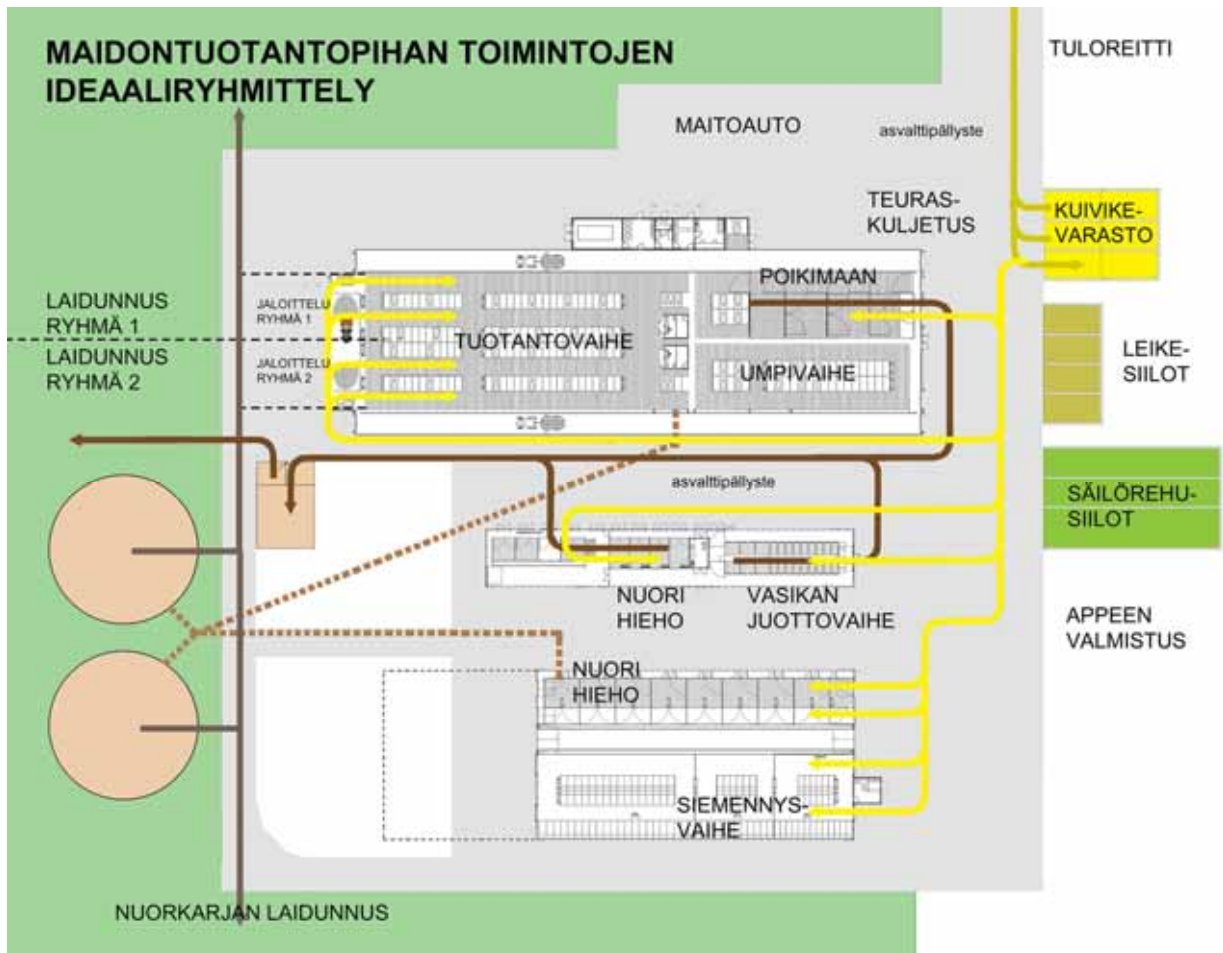 MAIDONTUOTANTOPIHAN TOIMINTOJEN
IDEAALIRYHMITTELY
TULOREITTI
MAITOAUTO
asvalttipällyste
TEURAS-
KULJETUS
KUIVIKE-
VARASTO
POIKIMAAN
LAIDUNNUS
RYHMÄ 1
JALOITTELU
RYHMÄ 1
TUOTANTOVAIHE
LAIDUNNUS
RYHMÄ 2
JALOITTELU
RYHMÄ 2
UMPIVAIHE
LEIKE-
SIILOT
asvalttipällyste
SÄILÖREHU-
SIILOT
NUORI
HIEHO
VASIKAN
JUOTTOVAIHE
APPEEN
VALMISTUS
NUORI
HIEHO
SIEMENNYS-
VAIHE
NUORKARJAN LAIDUNNUS